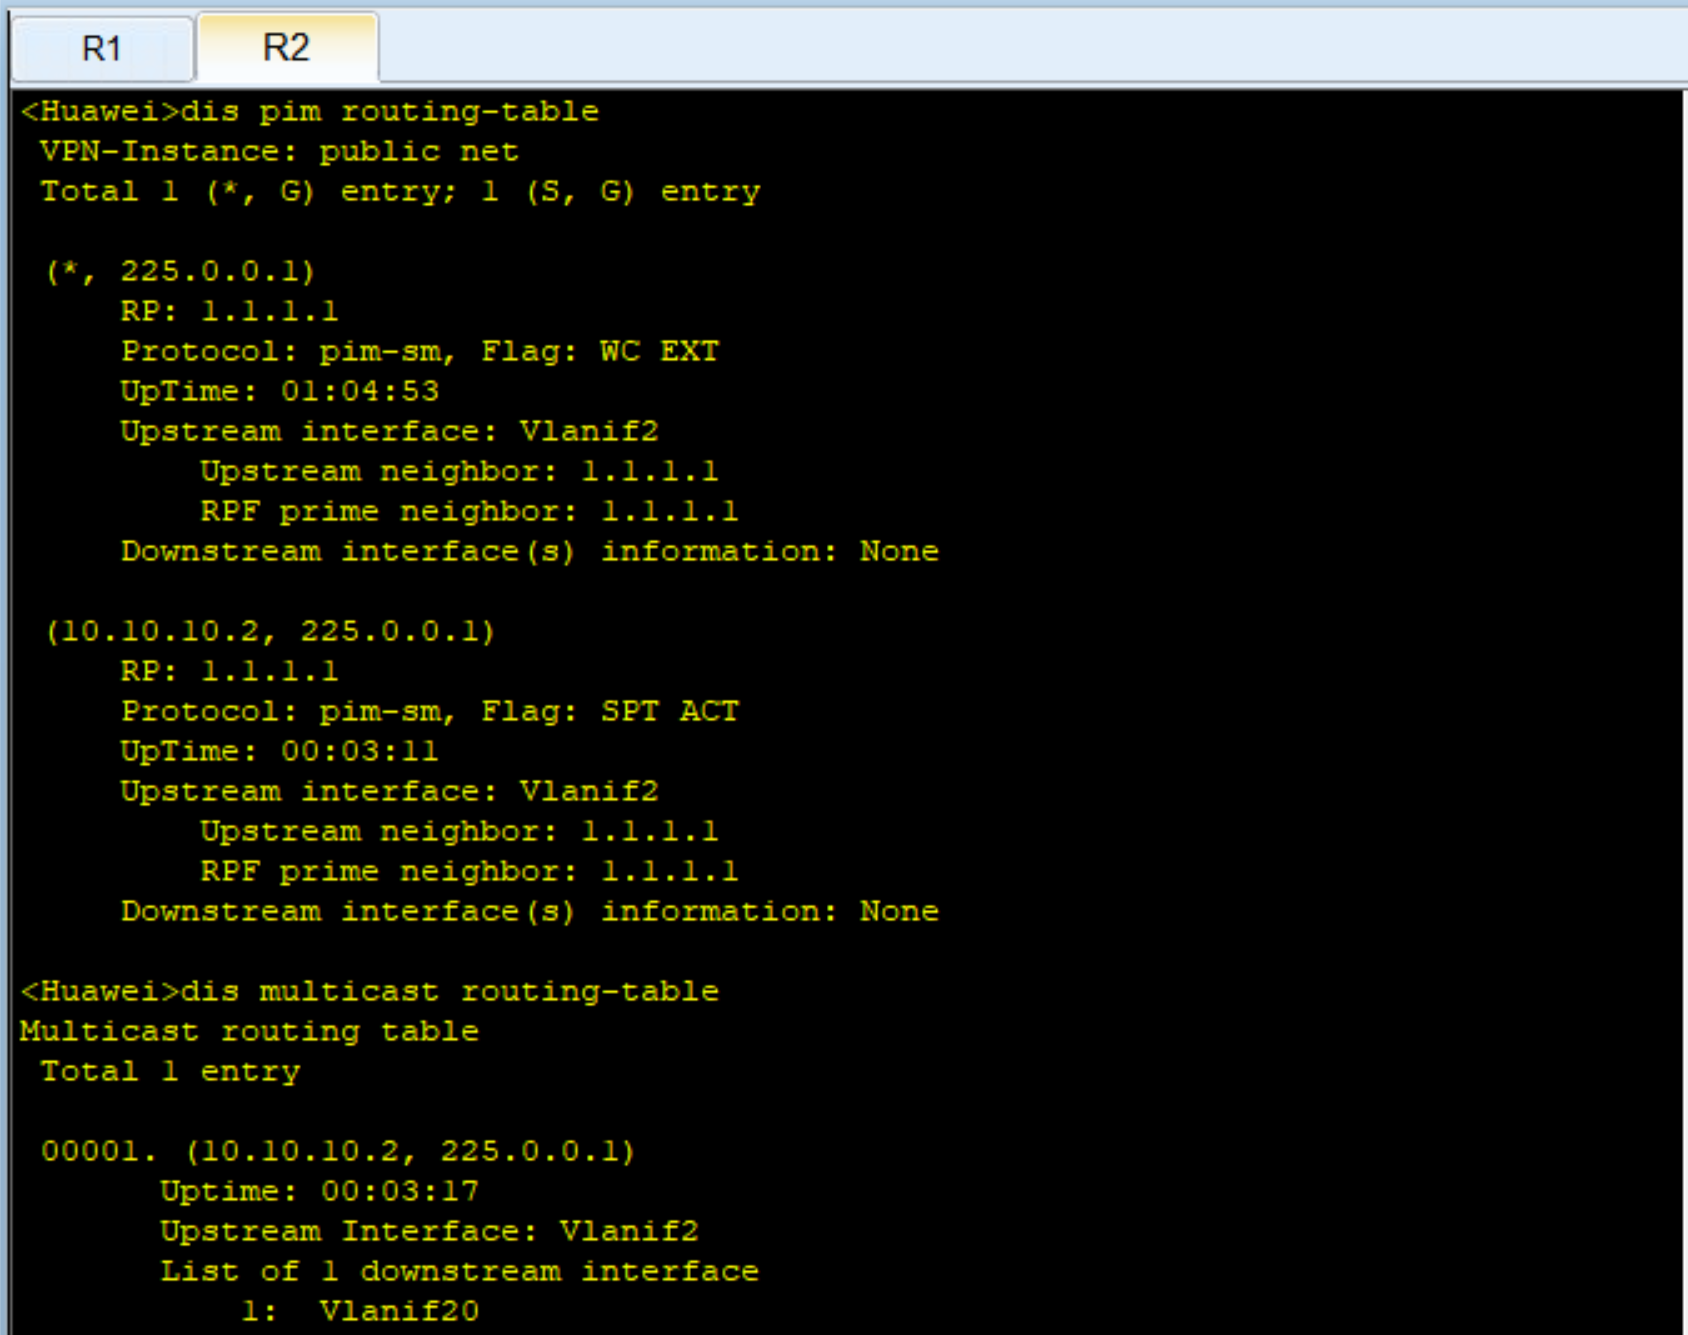 R1
R2
<Huawei>dis pim routing-table
VPN-Instance: public net
Total 1 (*, G) entry; 1 (S, G) entry
(*, 225.0.0.1)
RP: 1.1.1.1
Protocol: pim-sm, Flag: WC EXT
UpTime: 01:04:53
Upstream interface: Vlanif2
Upstream neighbor: 1.1.1.1
RPF prime neighbor: 1.1.1.1
Downstream interface(s) information: None
(10.10.10.2, 225.0.0.1)
RP: 1.1.1.1
Protocol: pim-sm, Flag: SPT ACT
UpTime: 00:03:11
Upstream interface: Vlanif2
Upstream neighbor: 1.1.1.1
RPF prime neighbor: 1.1.1.1
Downstream interface(s) information: None
<Huawei>dis multicast routing-table
Multicast routing table
Total 1 entry
00001. (10.10.10.2, 225.0.0.1)
Uptime: 00:03:17
Upstream Interface: Vlanif2
List of 1 downstream interface
1: Vlanif20